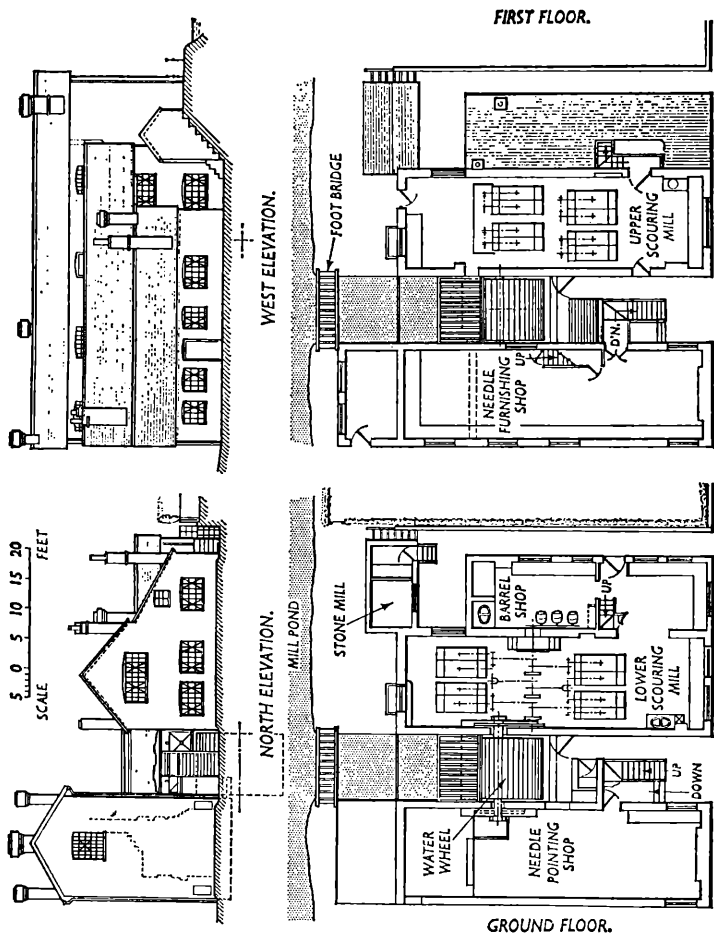 FIRST FLOOR.
WEST ELEVATION.
FOOT BRIDGE
UPPER
SCOURING
MILL
NEEDLE
FURNISHING
SHOP
UP
D'N.
20
15
10
5
0
5
FEET
SCALE
NORTH ELEVATION.
MILL POND
STONE MILL
BARREL
SHOP
UP
LOWER
SCOURING
MILL
WATER
WHEEL
NEEDLE
POINTING
SHOP
UP
DOWN
GROUND FLOOR.